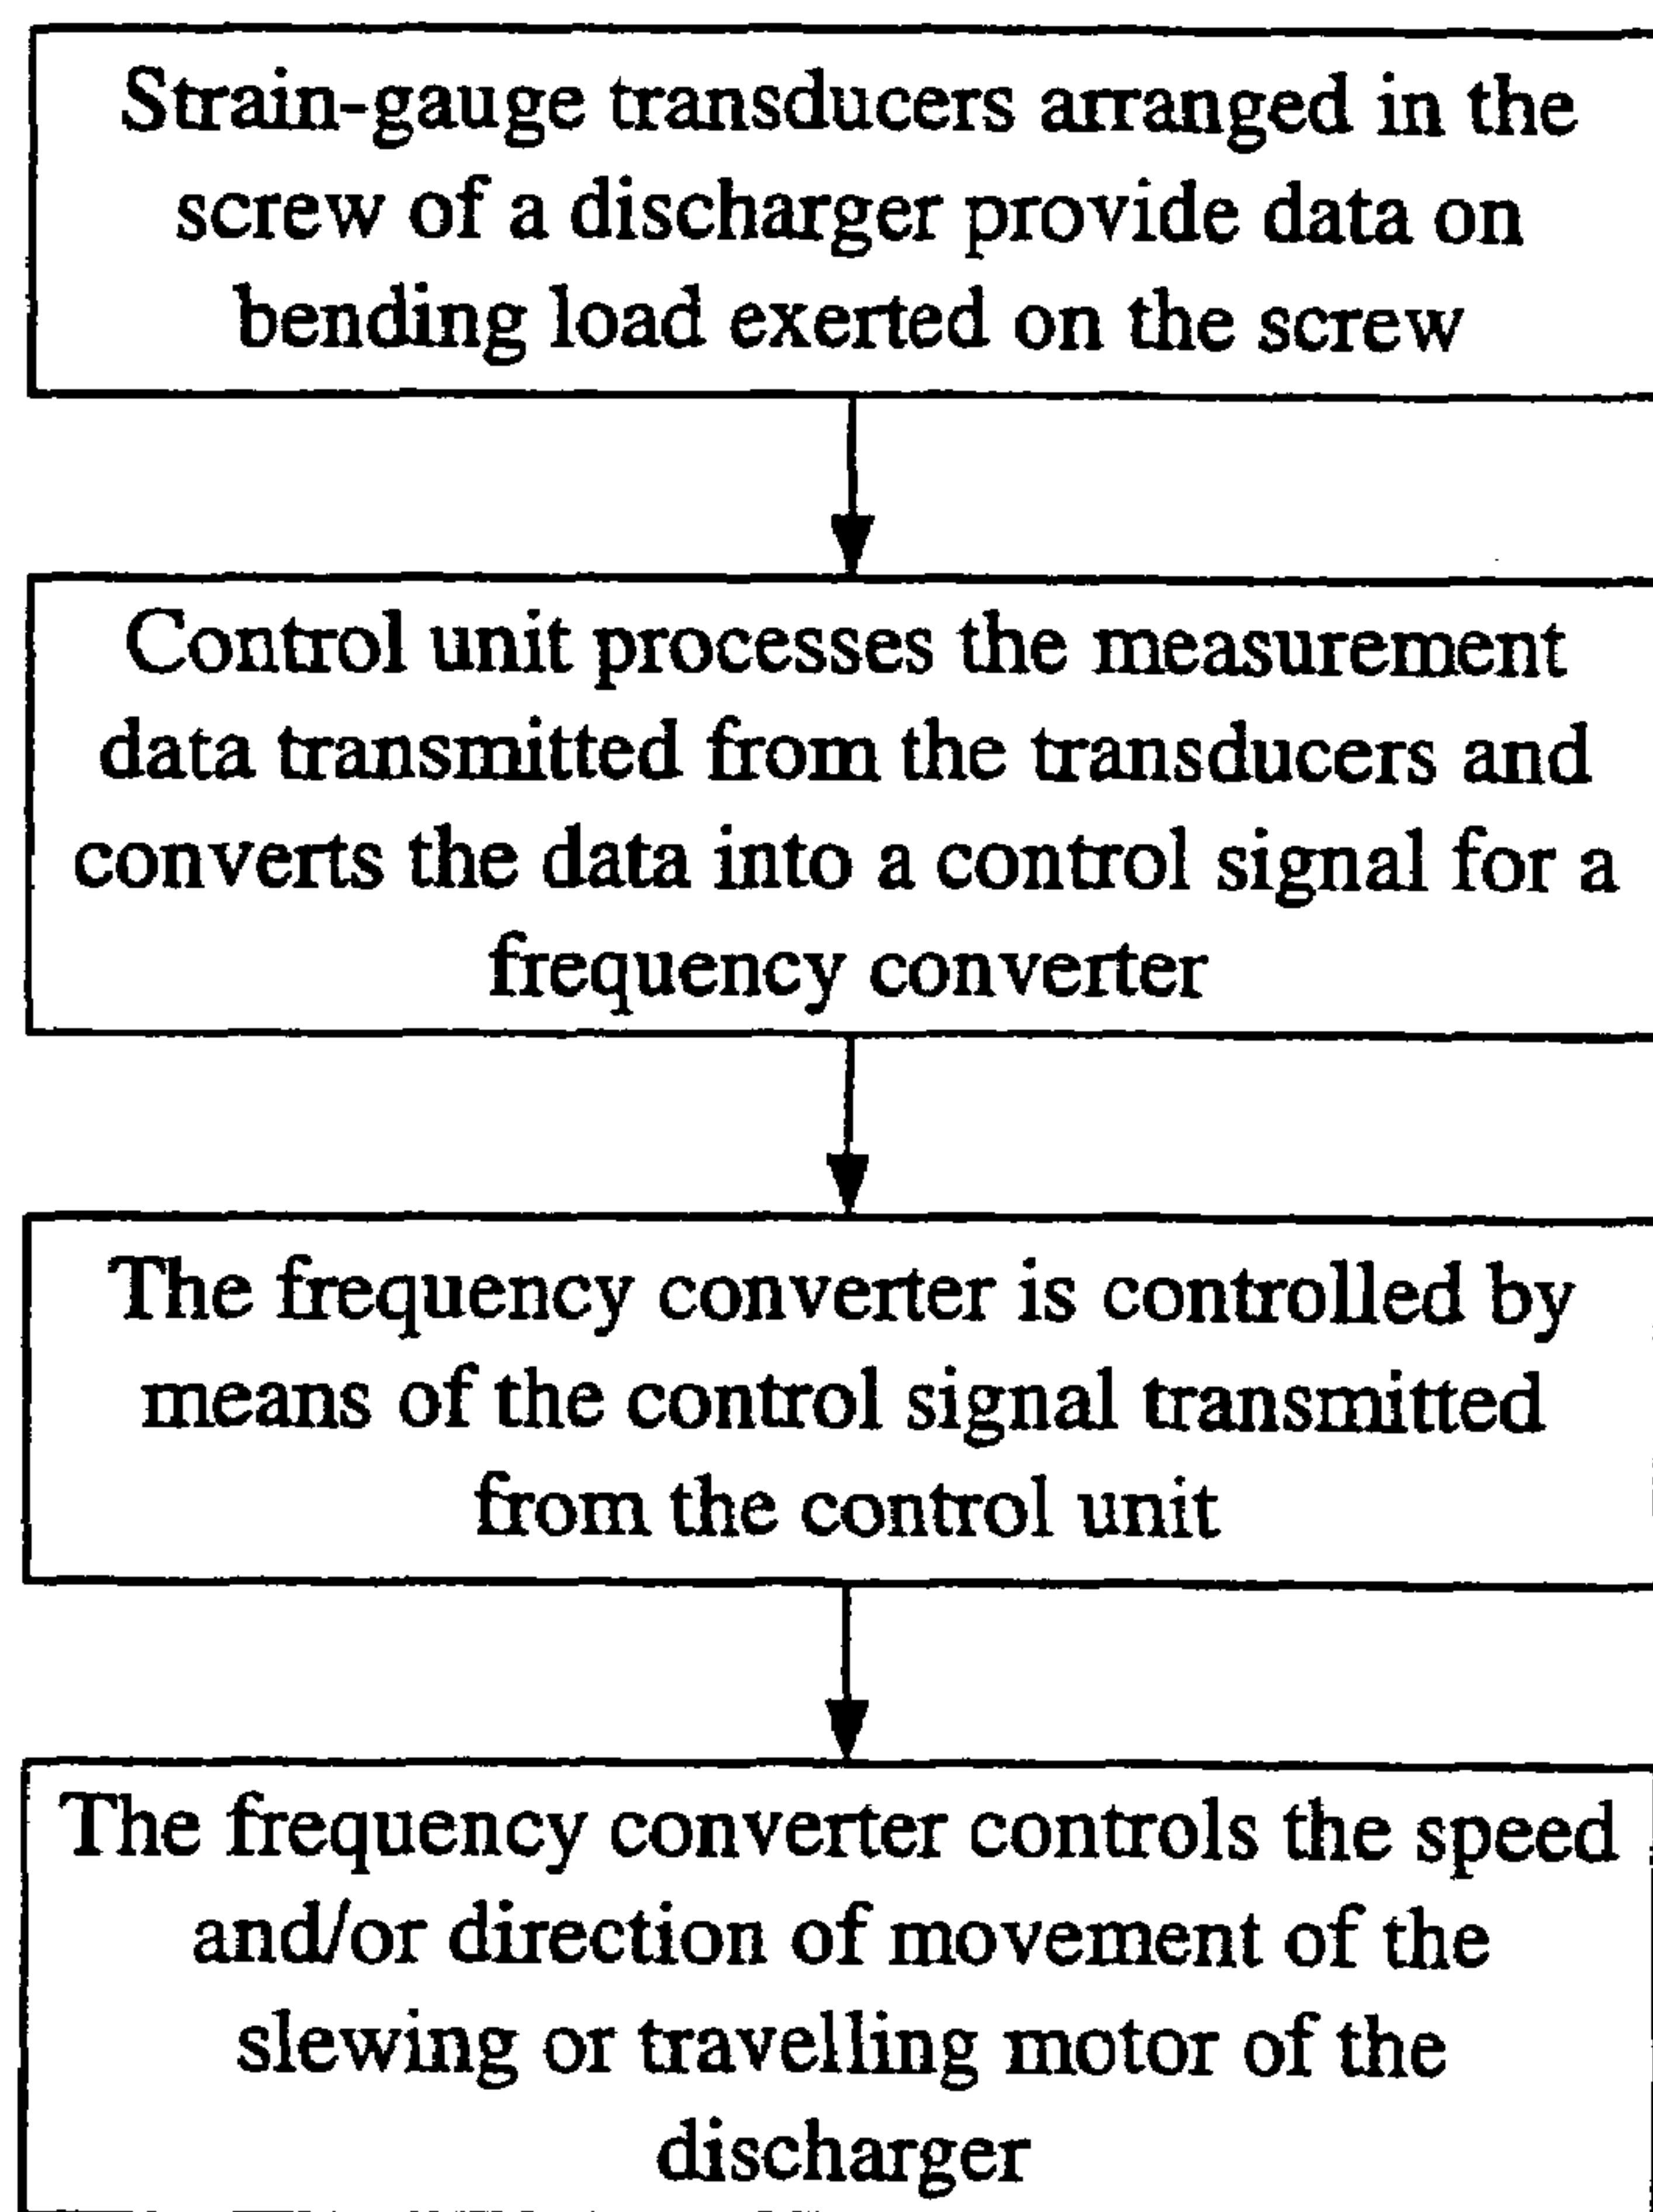 Strain-gauge transducers arranged in the
screw of a discharger provide data on
bending load exerted on the screw
Control unit processes the measurement
data transmitted from the transducers and
converts the data into a control signal for a
frequency converter
The frequency converter is controlled by
means of the control signal transmitted
from the control unit
The frequency converter controls the speed
and/or direction of movement of the
slewing or travelling motor of the
discharger